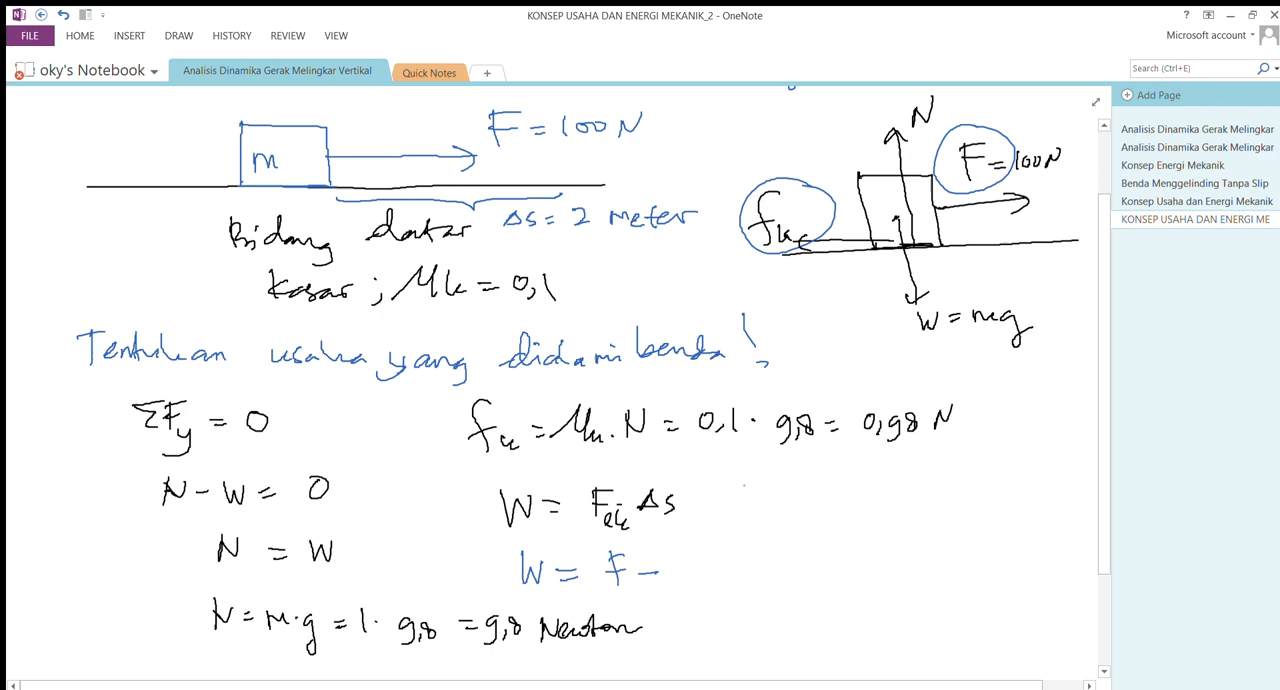 KONSEP USAHA DAN ENERGI MEKANIK_2 - OneNote
FILE HOME INSERT DRAW HISTORY REVIEW VIEW
Microsoft account
oky's Notebook
Analisis Dinamika Gerak Melingkar Vertikal
Quick Notes
+
Search (Ctrl+E)
Add Page
Analisis Dinamika Gerak Melingkar
Analisis Dinamika Gerak Melingkar
Konsep Energi Mekanik
Benda Menggelinding Tanpa Slip
Konsep Usaha dan Energi Mekanik
KONSEP USAHA DAN ENERGI ME
m
F = 100 N
Δs = 2 meter
Bidang datar
kasar ; μk = 0,1
N
F = 100 N
fk
W = mg
Tentukan usaha yang dialami benda !
ΣFy = 0
N - W = 0
N = W
N = m.g = 1. 9,8 = 9,8 Newton
fk = μk. N = 0,1 . 9,8 = 0,98 N
W = Δs
W = F -